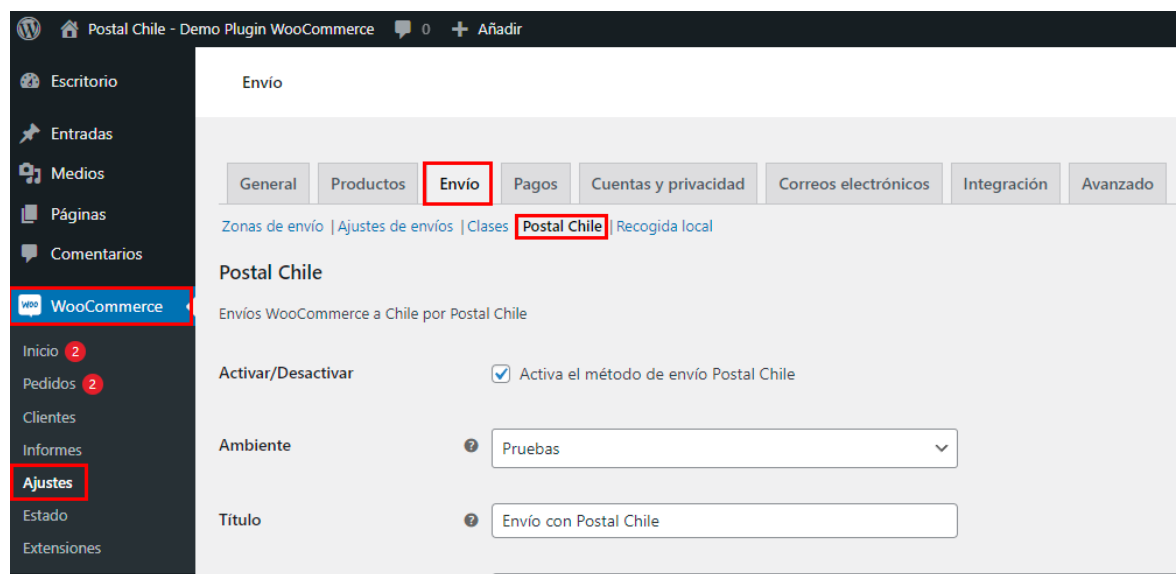 Postal Chile - Demo Plugin WooCommerce 0 + Añadir
Escritorio
Entradas
Medios
Páginas
Comentarios
WOO WooCommerce
Inicio 2
Pedidos 2
Clientes
Informes
Ajustes
Estado
Extensiones
Envío
General Productos Envío Pagos Cuentas y privacidad Correos electrónicos Integración Avanzado
Zonas de envío | Ajustes de envíos | Clases | Postal Chile | Recogida local
Postal Chile
Envíos WooCommerce a Chile por Postal Chile
Activar/Desactivar Activa el método de envío Postal Chile
Ambiente ? Pruebas
Título ? Envío con Postal Chile